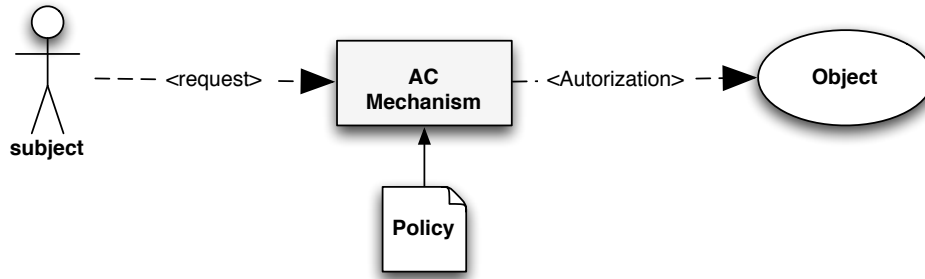 subject
<request>
AC
Mechanism
<Autorization>
Object
Policy